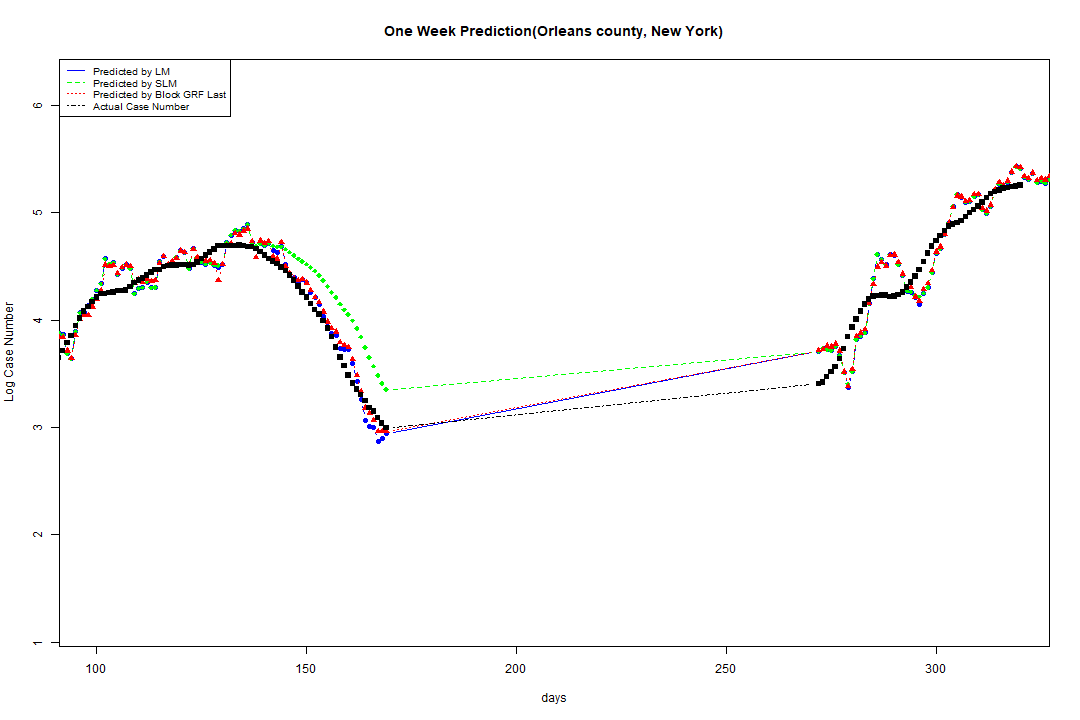 One Week Prediction(Orleans county, New York)
Predicted by LM
Predicted by SLM
Predicted by Block GRF Last
Actual Case Number
Log Case Number
6
5
4
3
2
1
100 150 200 250 300
days